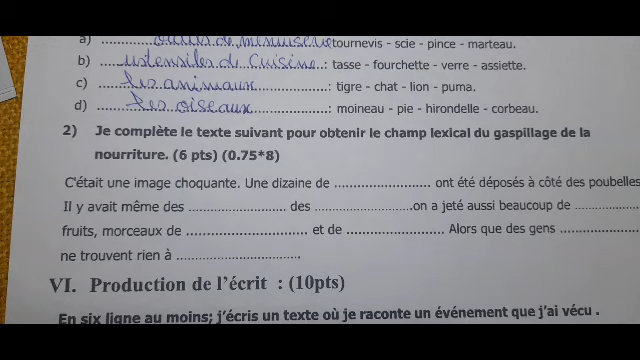 a) ........ outils de menuiserie tournevis - scie - pince - marteau.
b) ........ ustensiles de cuisine : tasse - fourchette - verre - assiette.
c) ........ les animaux ........ : tigre - chat - lion - puma.
d) ........ les oiseaux ........ : moineau - pie - hirondelle - corbeau.
2) Je complète le texte suivant pour obtenir le champ lexical du gaspillage de la
nourriture. (6 pts) (0.75*8)
C'était une image choquante. Une dizaine de ........................ ont été déposés à côté des poubelles
Il y avait même des ........................ des ........................on a jeté aussi beaucoup de ................
fruits, morceaux de .............................. et de ........................ Alors que des gens ...................
ne trouvent rien à ...............................
VI. Production de l'écrit : (10pts)
En six ligne au moins; j'écris un texte où je raconte un événement que j'ai vécu .